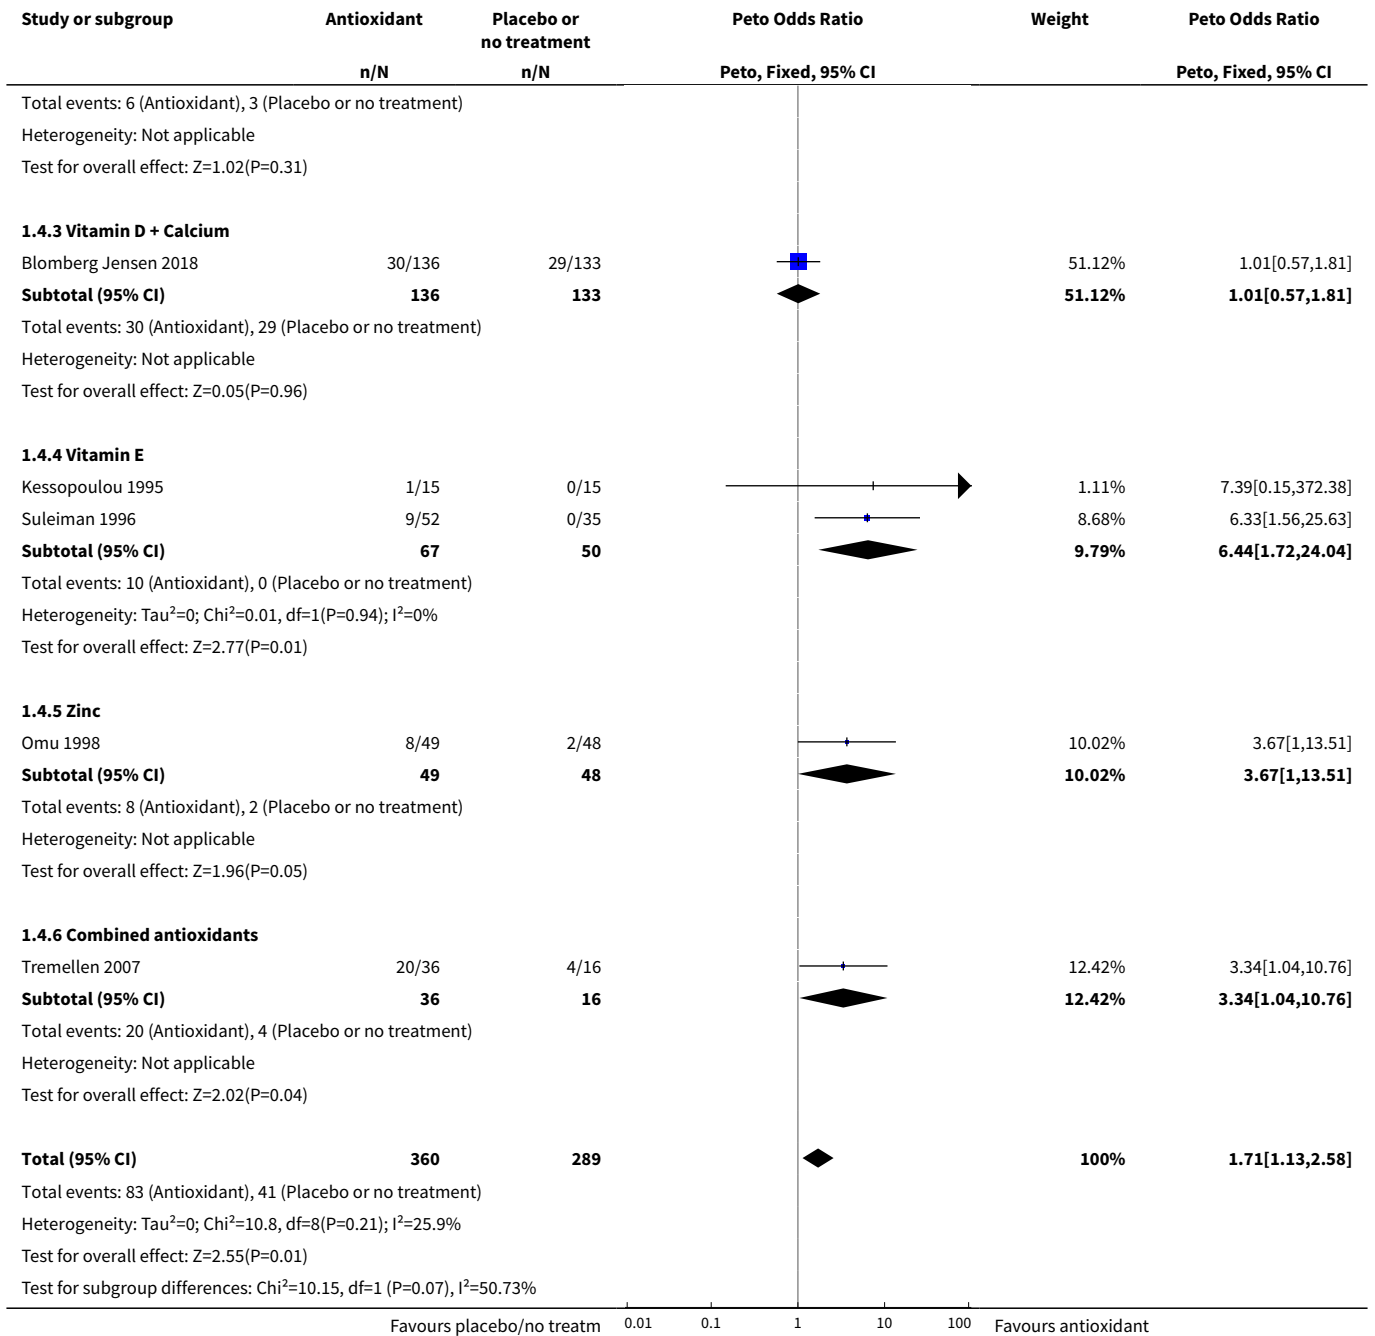 Study or subgroup Antioxidant Placebo or no treatment Peto Odds Ratio Weight Peto Odds Ratio
n/N n/N Peto, Fixed, 95% CI Peto, Fixed, 95% CI
Total events: 6 (Antioxidant), 3 (Placebo or no treatment)
Heterogeneity: Not applicable
Test for overall effect: Z=1.02(P=0.31)
1.4.3 Vitamin D + Calcium
Blomberg Jensen 2018 30/136 29/133 51.12% 1.01[0.57,1.81]
Subtotal (95% CI) 136 133 51.12% 1.01[0.57,1.81]
Total events: 30 (Antioxidant), 29 (Placebo or no treatment)
Heterogeneity: Not applicable
Test for overall effect: Z=0.05(P=0.96)
1.4.4 Vitamin E
Kessopoulou 1995 1/15 0/15 1.11% 7.39[0.15,372.38]
Suleiman 1996 9/52 0/35 8.68% 6.33[1.56,25.63]
Subtotal (95% CI) 67 50 9.79% 6.44[1.72,24.04]
Total events: 10 (Antioxidant), 0 (Placebo or no treatment)
Heterogeneity: Tau²=0; Chi²=0.01, df=1(P=0.94); I²=0%
Test for overall effect: Z=2.77(P=0.01)
1.4.5 Zinc
Omu 1998 8/49 2/48 10.02% 3.67[1,13.51]
Subtotal (95% CI) 49 48 10.02% 3.67[1,13.51]
Total events: 8 (Antioxidant), 2 (Placebo or no treatment)
Heterogeneity: Not applicable
Test for overall effect: Z=1.96(P=0.05)
1.4.6 Combined antioxidants
Tremellen 2007 20/36 4/16 12.42% 3.34[1.04,10.76]
Subtotal (95% CI) 36 16 12.42% 3.34[1.04,10.76]
Total events: 20 (Antioxidant), 4 (Placebo or no treatment)
Heterogeneity: Not applicable
Test for overall effect: Z=2.02(P=0.04)
Total (95% CI) 360 289 100% 1.71[1.13,2.58]
Total events: 83 (Antioxidant), 41 (Placebo or no treatment)
Heterogeneity: Tau²=0; Chi²=10.8, df=8(P=0.21); I²=25.9%
Test for overall effect: Z=2.55(P=0.01)
Test for subgroup differences: Chi²=10.15, df=1 (P=0.07), I²=50.73%
Favours placebo/no treatm 0.01 0.1 1 10 100 Favours antioxidant